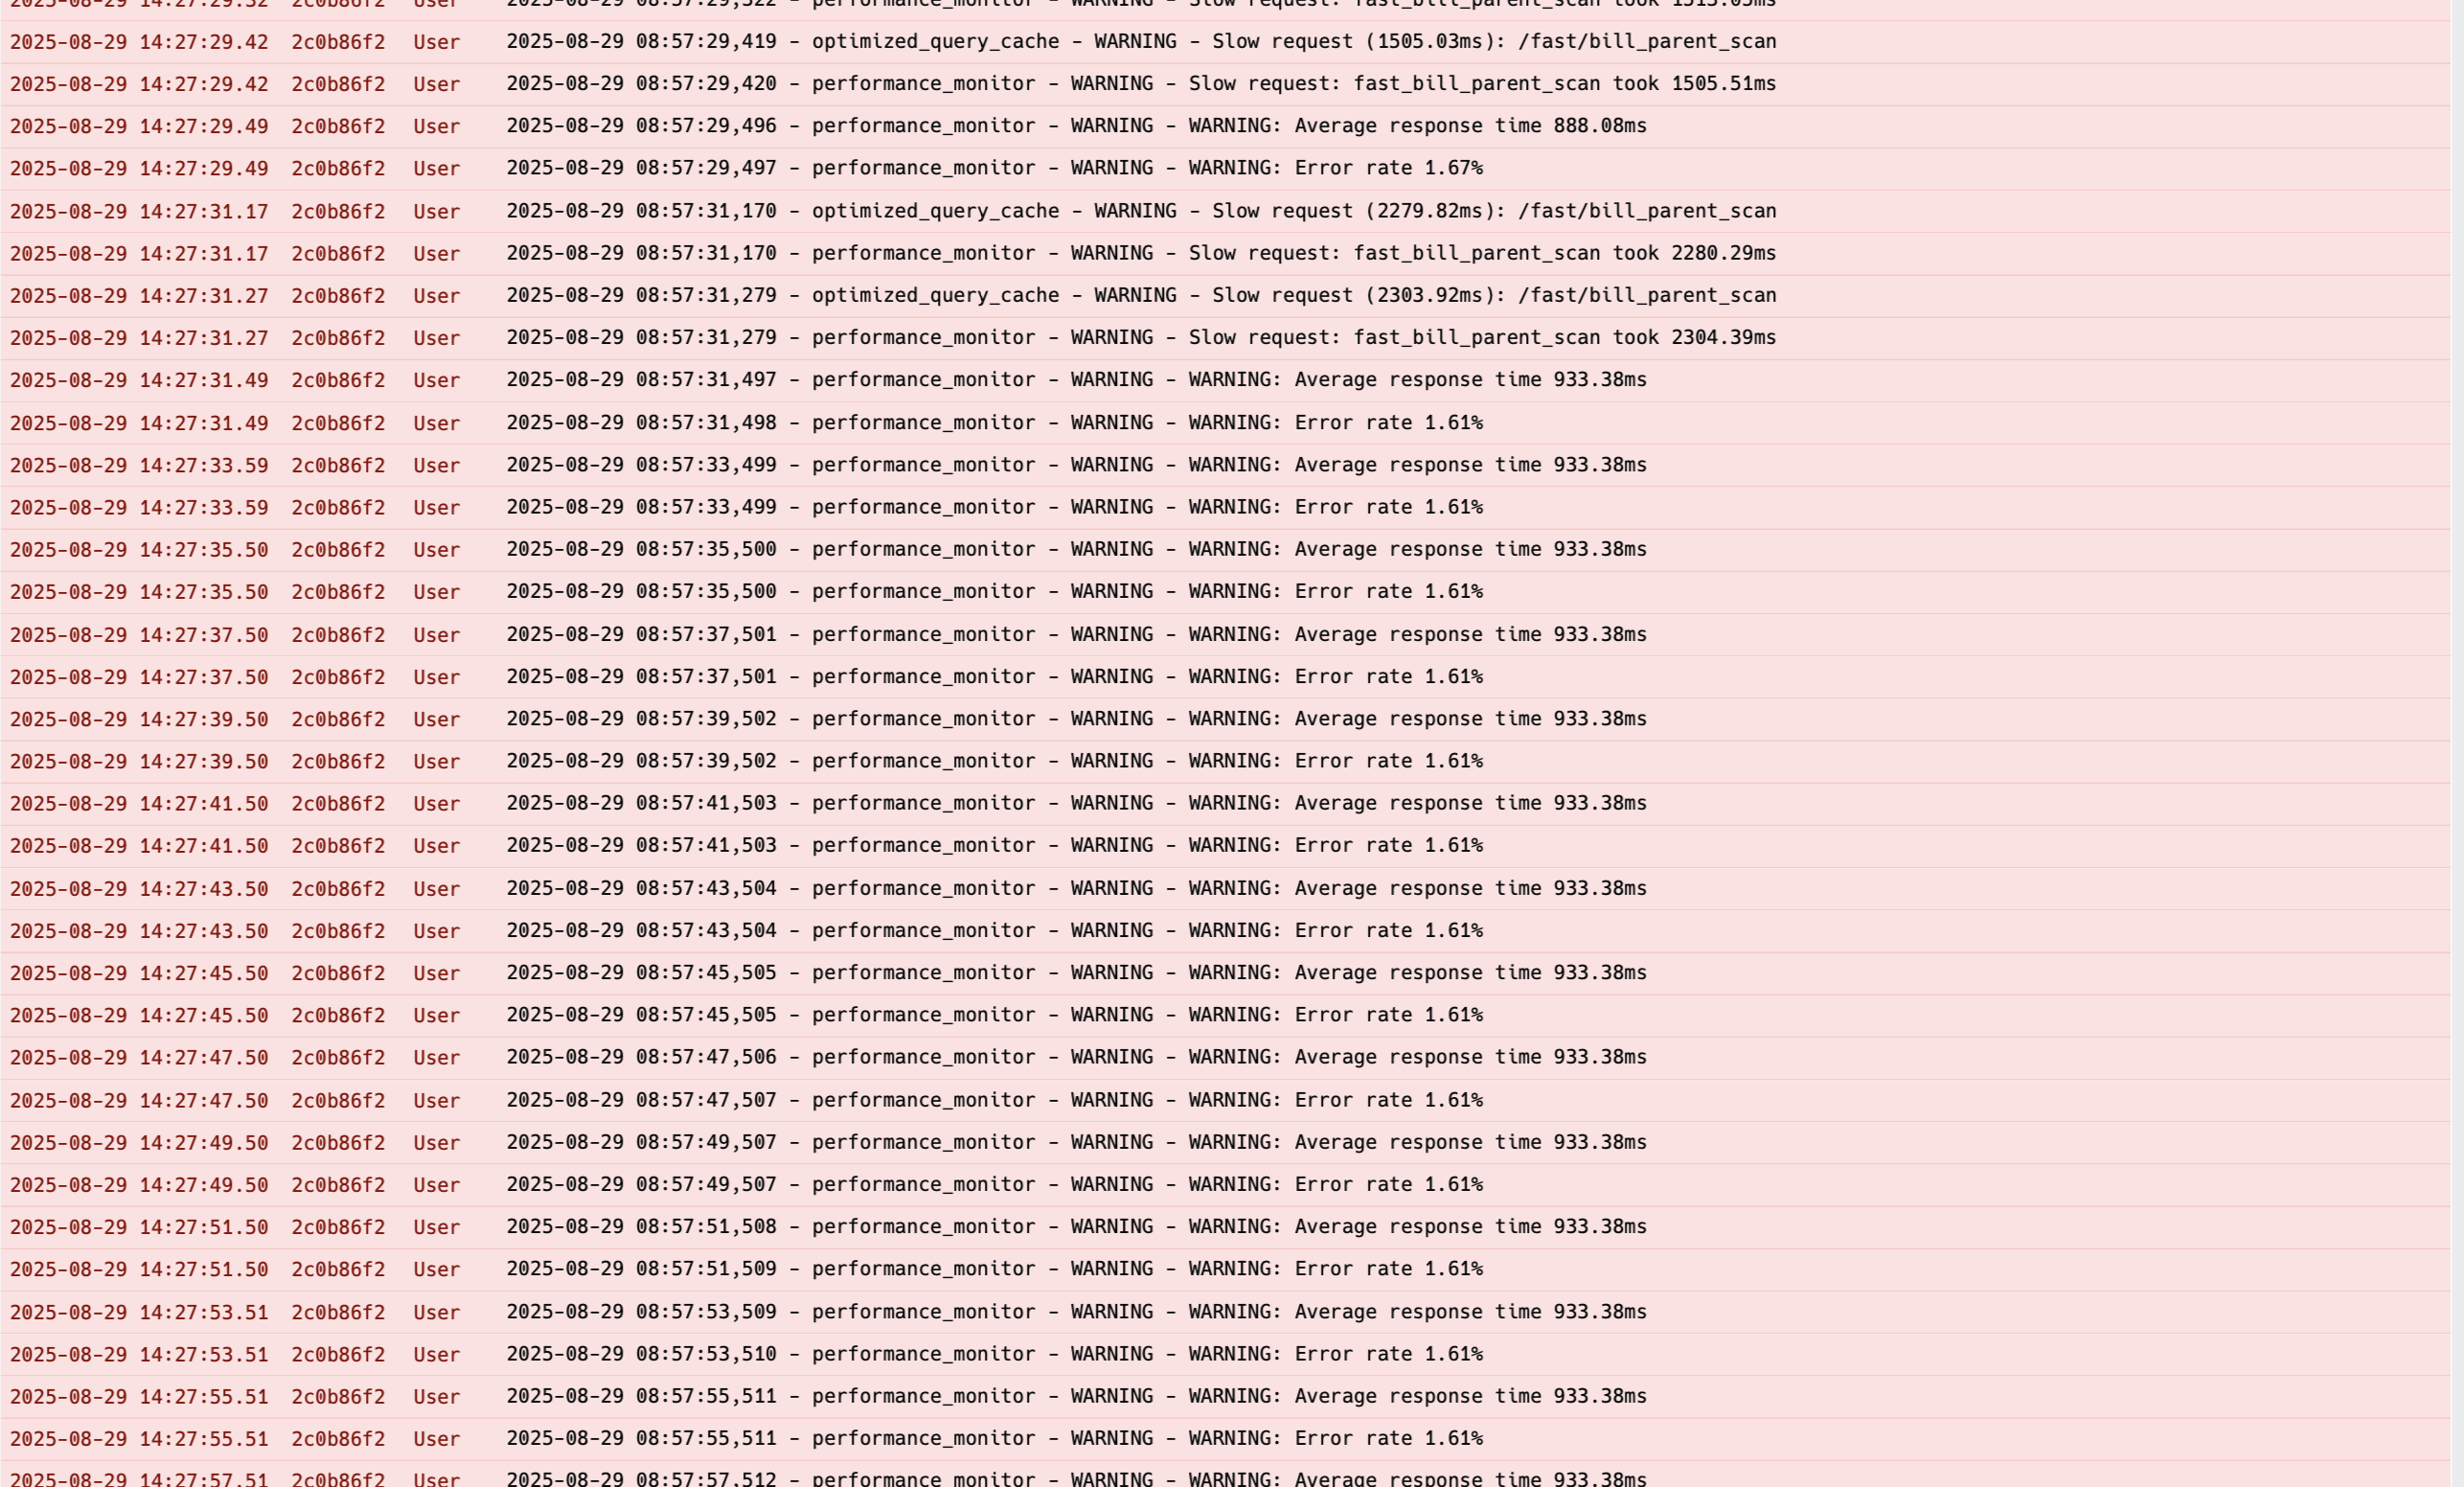 2025-08-29 14:27:29.32 2c0b86f2 User 2025-08-29 08:57:29,322 - performance_monitor - WARNING - Slow request: fast_bill_parent_scan took 1513.05ms
2025-08-29 14:27:29.42 2c0b86f2 User 2025-08-29 08:57:29,419 - optimized_query_cache - WARNING - Slow request (1505.03ms): /fast/bill_parent_scan
2025-08-29 14:27:29.42 2c0b86f2 User 2025-08-29 08:57:29,420 - performance_monitor - WARNING - Slow request: fast_bill_parent_scan took 1505.51ms
2025-08-29 14:27:29.49 2c0b86f2 User 2025-08-29 08:57:29,496 - performance_monitor - WARNING - WARNING: Average response time 888.08ms
2025-08-29 14:27:29.49 2c0b86f2 User 2025-08-29 08:57:29,497 - performance_monitor - WARNING - WARNING: Error rate 1.67%
2025-08-29 14:27:31.17 2c0b86f2 User 2025-08-29 08:57:31,170 - optimized_query_cache - WARNING - Slow request (2279.82ms): /fast/bill_parent_scan
2025-08-29 14:27:31.17 2c0b86f2 User 2025-08-29 08:57:31,170 - performance_monitor - WARNING - Slow request: fast_bill_parent_scan took 2280.29ms
2025-08-29 14:27:31.27 2c0b86f2 User 2025-08-29 08:57:31,279 - optimized_query_cache - WARNING - Slow request (2303.92ms): /fast/bill_parent_scan
2025-08-29 14:27:31.27 2c0b86f2 User 2025-08-29 08:57:31,279 - performance_monitor - WARNING - Slow request: fast_bill_parent_scan took 2304.39ms
2025-08-29 14:27:31.49 2c0b86f2 User 2025-08-29 08:57:31,497 - performance_monitor - WARNING - WARNING: Average response time 933.38ms
2025-08-29 14:27:31.49 2c0b86f2 User 2025-08-29 08:57:31,498 - performance_monitor - WARNING - WARNING: Error rate 1.61%
2025-08-29 14:27:33.59 2c0b86f2 User 2025-08-29 08:57:33,499 - performance_monitor - WARNING - WARNING: Average response time 933.38ms
2025-08-29 14:27:33.59 2c0b86f2 User 2025-08-29 08:57:33,499 - performance_monitor - WARNING - WARNING: Error rate 1.61%
2025-08-29 14:27:35.50 2c0b86f2 User 2025-08-29 08:57:35,500 - performance_monitor - WARNING - WARNING: Average response time 933.38ms
2025-08-29 14:27:35.50 2c0b86f2 User 2025-08-29 08:57:35,500 - performance_monitor - WARNING - WARNING: Error rate 1.61%
2025-08-29 14:27:37.50 2c0b86f2 User 2025-08-29 08:57:37,501 - performance_monitor - WARNING - WARNING: Average response time 933.38ms
2025-08-29 14:27:37.50 2c0b86f2 User 2025-08-29 08:57:37,501 - performance_monitor - WARNING - WARNING: Error rate 1.61%
2025-08-29 14:27:39.50 2c0b86f2 User 2025-08-29 08:57:39,502 - performance_monitor - WARNING - WARNING: Average response time 933.38ms
2025-08-29 14:27:39.50 2c0b86f2 User 2025-08-29 08:57:39,502 - performance_monitor - WARNING - WARNING: Error rate 1.61%
2025-08-29 14:27:41.50 2c0b86f2 User 2025-08-29 08:57:41,503 - performance_monitor - WARNING - WARNING: Average response time 933.38ms
2025-08-29 14:27:41.50 2c0b86f2 User 2025-08-29 08:57:41,503 - performance_monitor - WARNING - WARNING: Error rate 1.61%
2025-08-29 14:27:43.50 2c0b86f2 User 2025-08-29 08:57:43,504 - performance_monitor - WARNING - WARNING: Average response time 933.38ms
2025-08-29 14:27:43.50 2c0b86f2 User 2025-08-29 08:57:43,504 - performance_monitor - WARNING - WARNING: Error rate 1.61%
2025-08-29 14:27:45.50 2c0b86f2 User 2025-08-29 08:57:45,505 - performance_monitor - WARNING - WARNING: Average response time 933.38ms
2025-08-29 14:27:45.50 2c0b86f2 User 2025-08-29 08:57:45,505 - performance_monitor - WARNING - WARNING: Error rate 1.61%
2025-08-29 14:27:47.50 2c0b86f2 User 2025-08-29 08:57:47,506 - performance_monitor - WARNING - WARNING: Average response time 933.38ms
2025-08-29 14:27:47.50 2c0b86f2 User 2025-08-29 08:57:47,507 - performance_monitor - WARNING - WARNING: Error rate 1.61%
2025-08-29 14:27:49.50 2c0b86f2 User 2025-08-29 08:57:49,507 - performance_monitor - WARNING - WARNING: Average response time 933.38ms
2025-08-29 14:27:49.50 2c0b86f2 User 2025-08-29 08:57:49,507 - performance_monitor - WARNING - WARNING: Error rate 1.61%
2025-08-29 14:27:51.50 2c0b86f2 User 2025-08-29 08:57:51,508 - performance_monitor - WARNING - WARNING: Average response time 933.38ms
2025-08-29 14:27:51.50 2c0b86f2 User 2025-08-29 08:57:51,509 - performance_monitor - WARNING - WARNING: Error rate 1.61%
2025-08-29 14:27:53.51 2c0b86f2 User 2025-08-29 08:57:53,509 - performance_monitor - WARNING - WARNING: Average response time 933.38ms
2025-08-29 14:27:53.51 2c0b86f2 User 2025-08-29 08:57:53,510 - performance_monitor - WARNING - WARNING: Error rate 1.61%
2025-08-29 14:27:55.51 2c0b86f2 User 2025-08-29 08:57:55,511 - performance_monitor - WARNING - WARNING: Average response time 933.38ms
2025-08-29 14:27:55.51 2c0b86f2 User 2025-08-29 08:57:55,511 - performance_monitor - WARNING - WARNING: Error rate 1.61%
2025-08-29 14:27:57.51 2c0b86f2 User 2025-08-29 08:57:57,512 - performance_monitor - WARNING - WARNING: Average response time 933.38ms